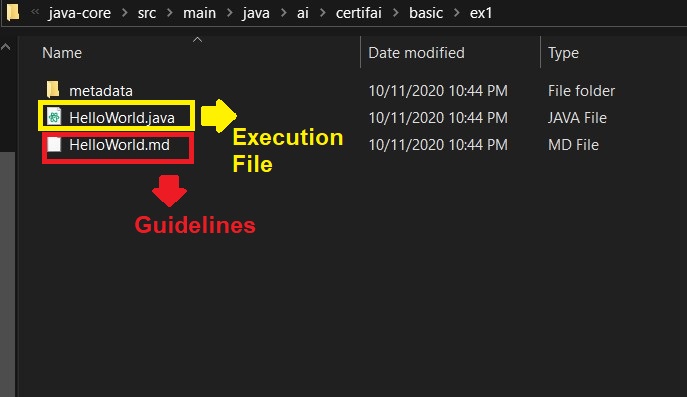 « java-core > src > main > java > ai > certifai > basic > ex1
Name Date modified Type
metadata 10/11/2020 10:44 PM File folder
HelloWorld.java 10/11/2020 10:44 PM JAVA File
HelloWorld.md 10/11/2020 10:44 PM MD File
Execution
File
Guidelines